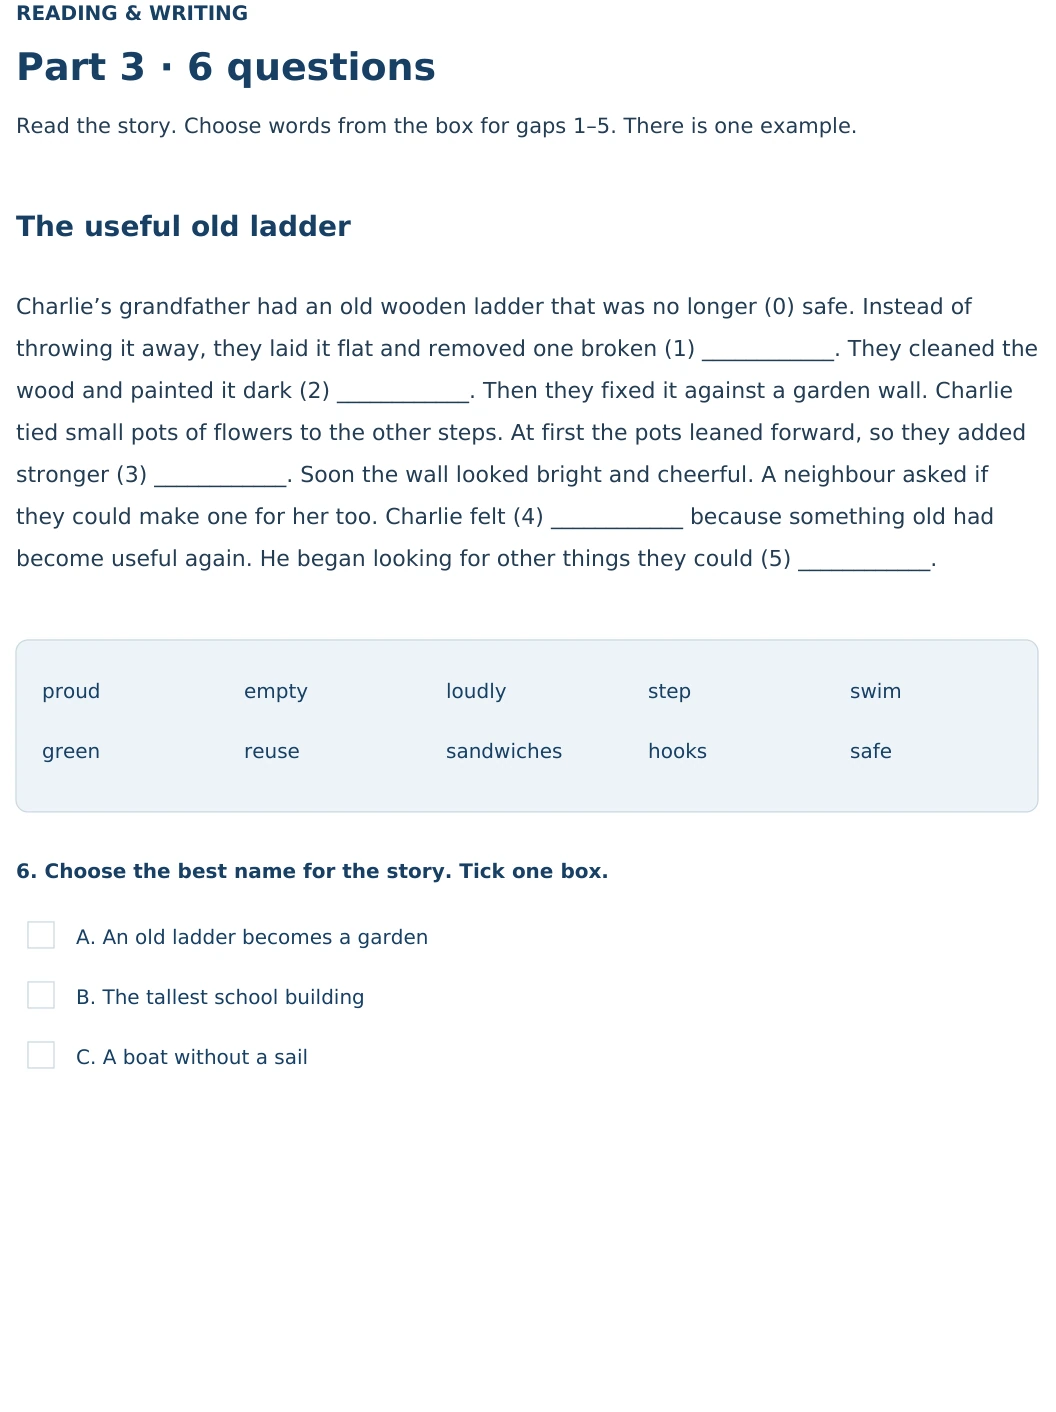 READING & WRITING
Part 3 · 6 questions
Read the story. Choose words from the box for gaps 1–5. There is one example.
The useful old ladder
Charlie’s grandfather had an old wooden ladder that was no longer (0) safe. Instead of
throwing it away, they laid it flat and removed one broken (1) ____________. They cleaned the
wood and painted it dark (2) ____________. Then they fixed it against a garden wall. Charlie
tied small pots of flowers to the other steps. At first the pots leaned forward, so they added
stronger (3) ____________. Soon the wall looked bright and cheerful. A neighbour asked if
they could make one for her too. Charlie felt (4) ____________ because something old had
become useful again. He began looking for other things they could (5) ____________.
proud empty loudly step swim
green reuse sandwiches hooks safe
6. Choose the best name for the story. Tick one box.
A. An old ladder becomes a garden
B. The tallest school building
C. A boat without a sail